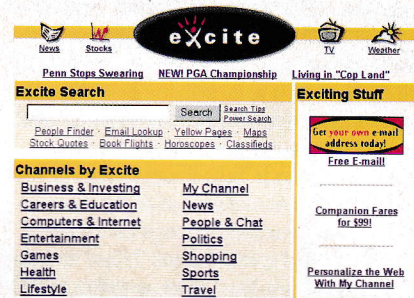 excite
News Stocks TV Weather
Penn Stops Swearing NEW! PGA Championship Living in "Cop Land"
Excite Search
Search Search Tips
Power Search
People Finder · Email Lookup · Yellow Pages · Maps
Stock Quotes · Book Flights · Horoscopes · Classifieds
Channels by Excite
Business & Investing My Channel
Careers & Education News
Computers & Internet People & Chat
Entertainment Politics
Games Shopping
Health Sports
Lifestyle Travel
Exciting Stuff
Get your own e-mail
address today!
Free E-mail!
Companion Fares
for $99!
Personalize the Web
With My Channel